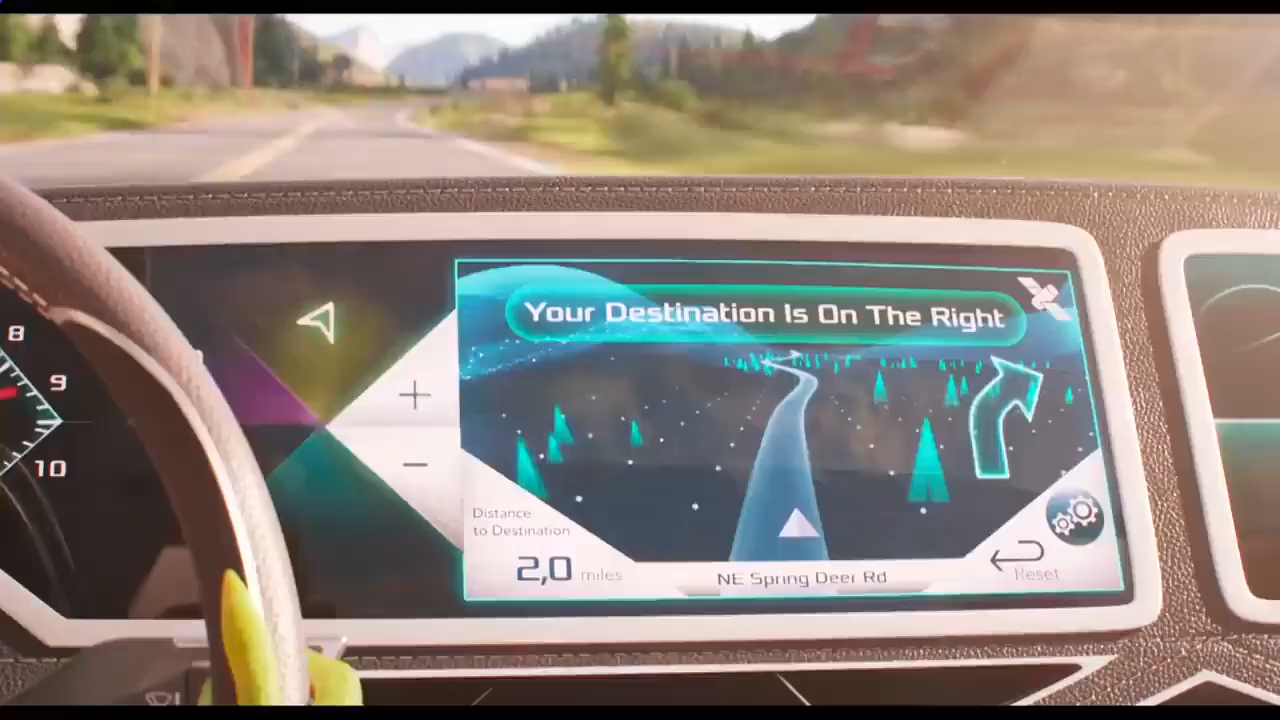 8
9
10
+
−
Your Destination Is On The Right
Distance
to Destination
2,0 miles
NE Spring Deer Rd
Reset